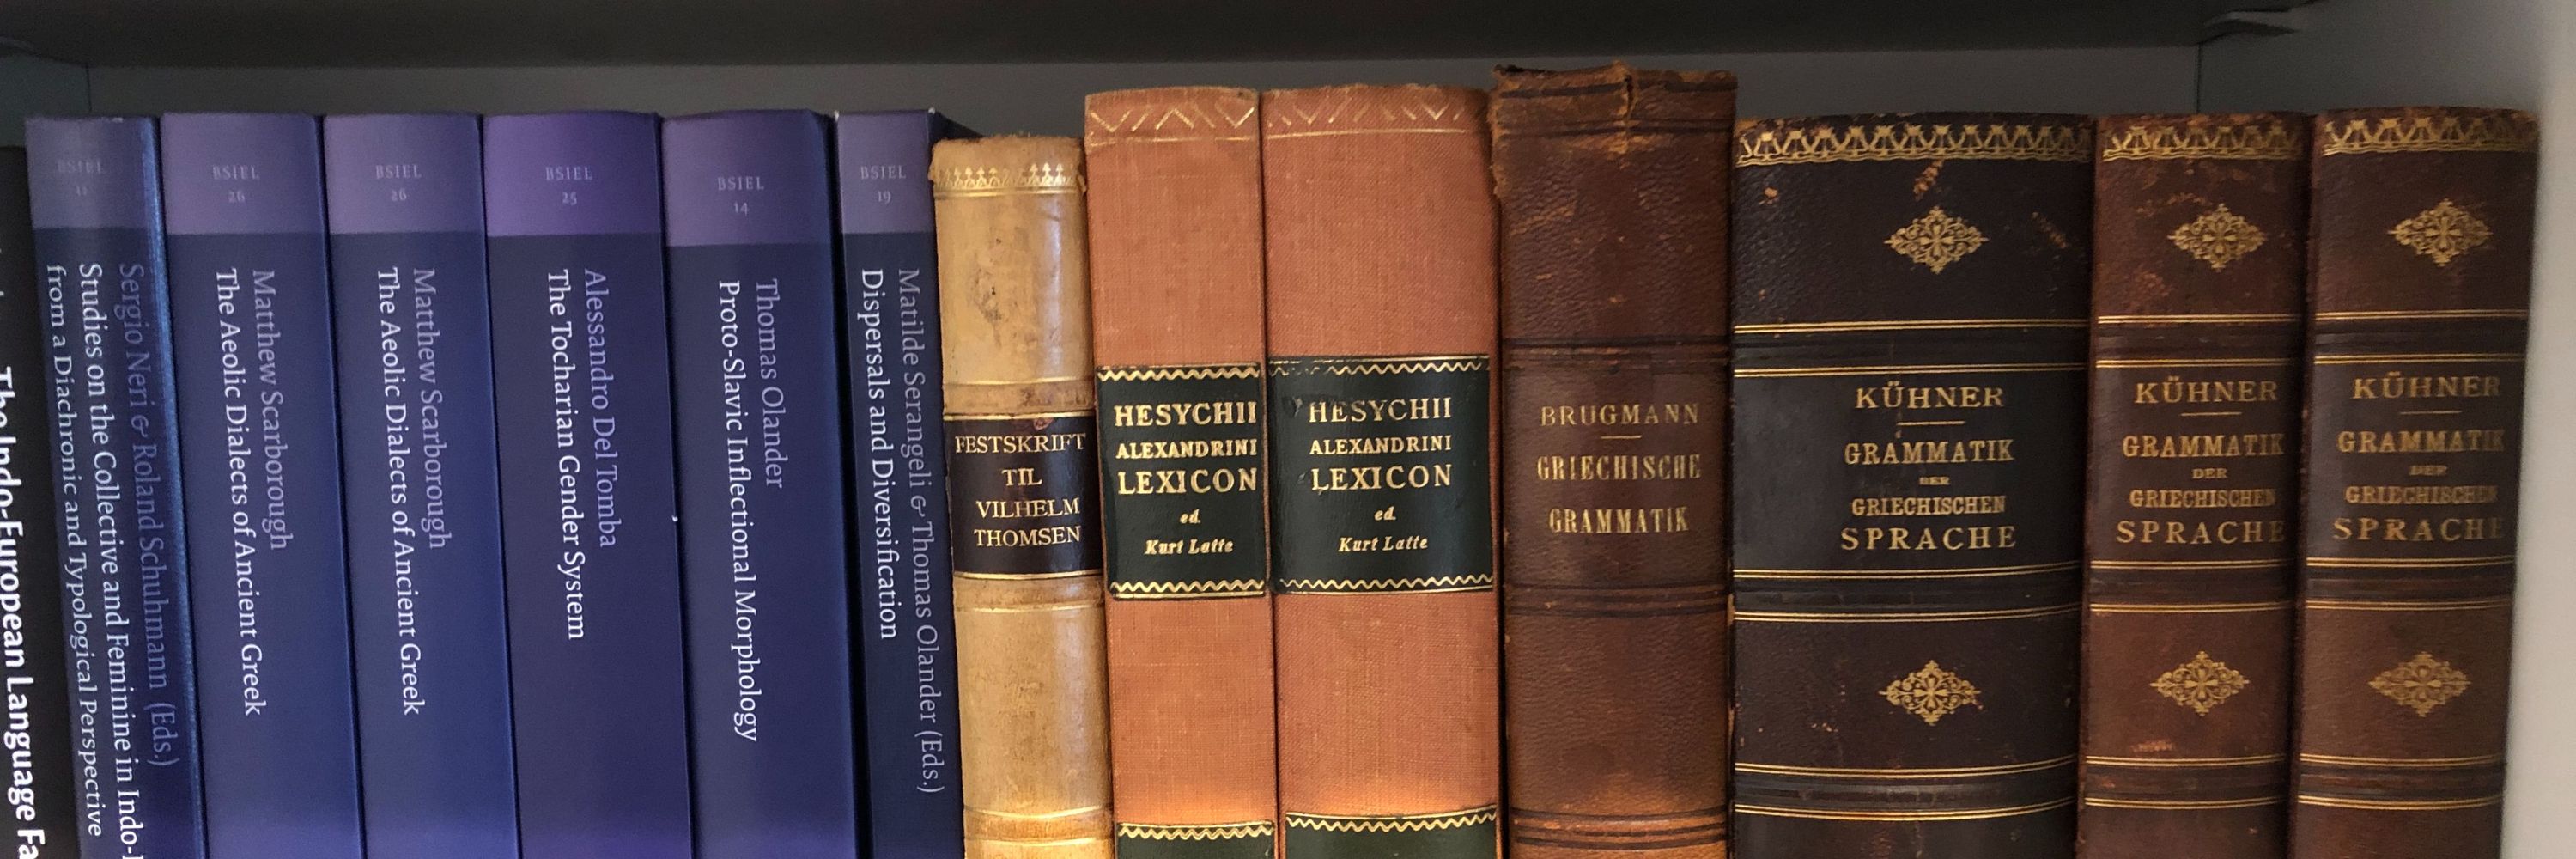 The Indo-European Language Fa
BSIEL
11
Sergio Neri & Roland Schuhmann (Eds.)
Studies on the Collective and Feminine in Indo-
from a Diachronic and Typological Perspective
BSIEL
26
Matthew Scarborough
The Aeolic Dialects of Ancient Greek
BSIEL
26
Matthew Scarborough
The Aeolic Dialects of Ancient Greek
BSIEL
25
Alessandro Del Tomba
The Tocharian Gender System
BSIEL
14
Thomas Olander
Proto-Slavic Inflectional Morphology
BSIEL
19
Matilde Serangeli & Thomas Olander (Eds.)
Dispersals and Diversification
FESTSKRIFT
TIL
VILHELM
THOMSEN
HESYCHII
ALEXANDRINI
LEXICON
ed.
Kurt Latte
HESYCHII
ALEXANDRINI
LEXICON
ed.
Kurt Latte
BRUGMANN
GRIECHISCHE
GRAMMATIK
KÜHNER
GRAMMATIK
DER
GRIECHISCHEN
SPRACHE
KÜHNER
GRAMMATIK
DER
GRIECHISCHEN
SPRACHE
KÜHNER
GRAMMATIK
DER
GRIECHISCHEN
SPRACHE